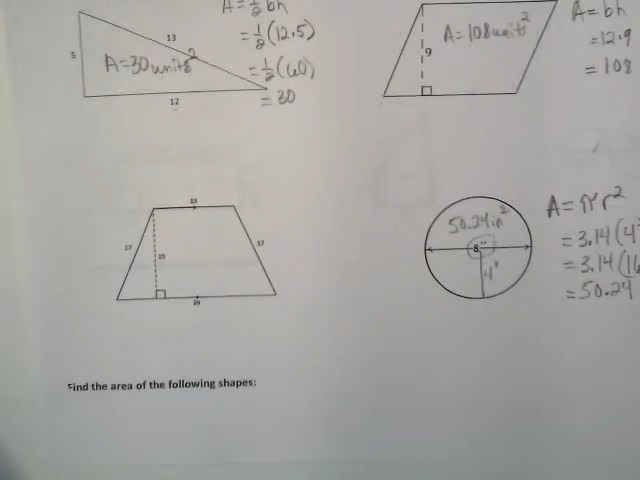 A = ½ bh
= ½ (12·5)
= ½ (60)
= 30
5
13
12
A = 30 units²
A = 108 units²
9
A = bh
= 12·9
= 108
13
17
15
17
50.24 in²
8"
4"
A = πr²
= 3.14(4²
= 3.14(16
= 50.24
Find the area of the following shapes: